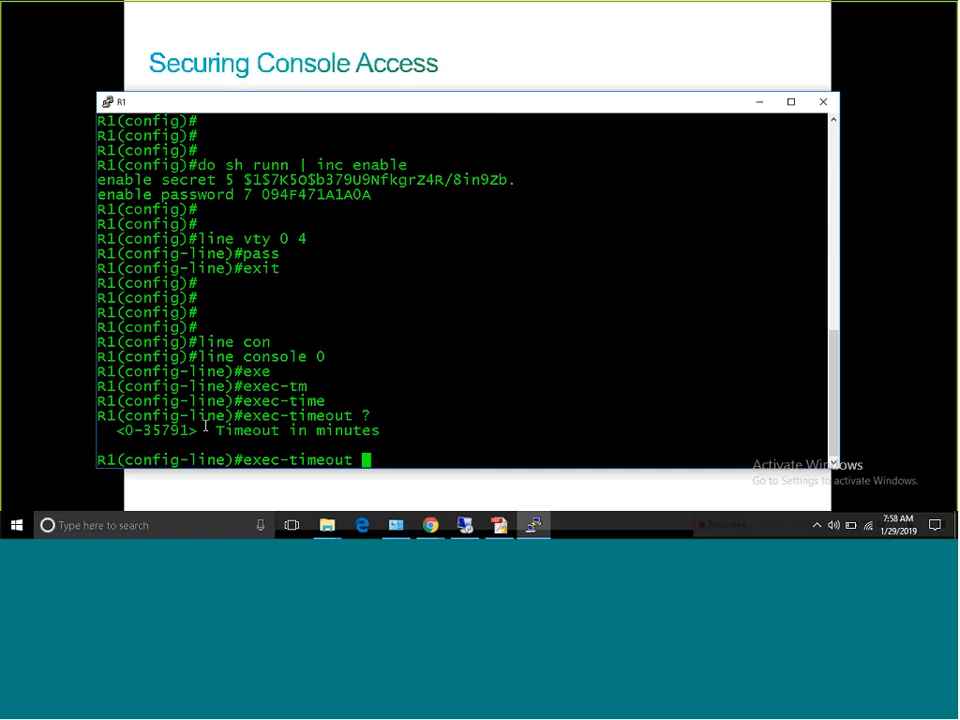 Securing Console Access
R1
R1(config)#
R1(config)#
R1(config)#
R1(config)#do sh runn | inc enable
enable secret 5 $1$7K5O$b379U9Nfkgrz4R/8in9zb.
enable password 7 094F471A1A0A
R1(config)#
R1(config)#
R1(config)#line vty 0 4
R1(config-line)#pass
R1(config-line)#exit
R1(config)#
R1(config)#
R1(config)#
R1(config)#
R1(config)#line con
R1(config)#line console 0
R1(config-line)#exe
R1(config-line)#exec-tm
R1(config-line)#exec-time
R1(config-line)#exec-timeout ?
<0-35791> Timeout in minutes
R1(config-line)#exec-timeout
Activate Windows
Go to Settings to activate Windows.
Type here to search
Recording...
7:58 AM
1/29/2019